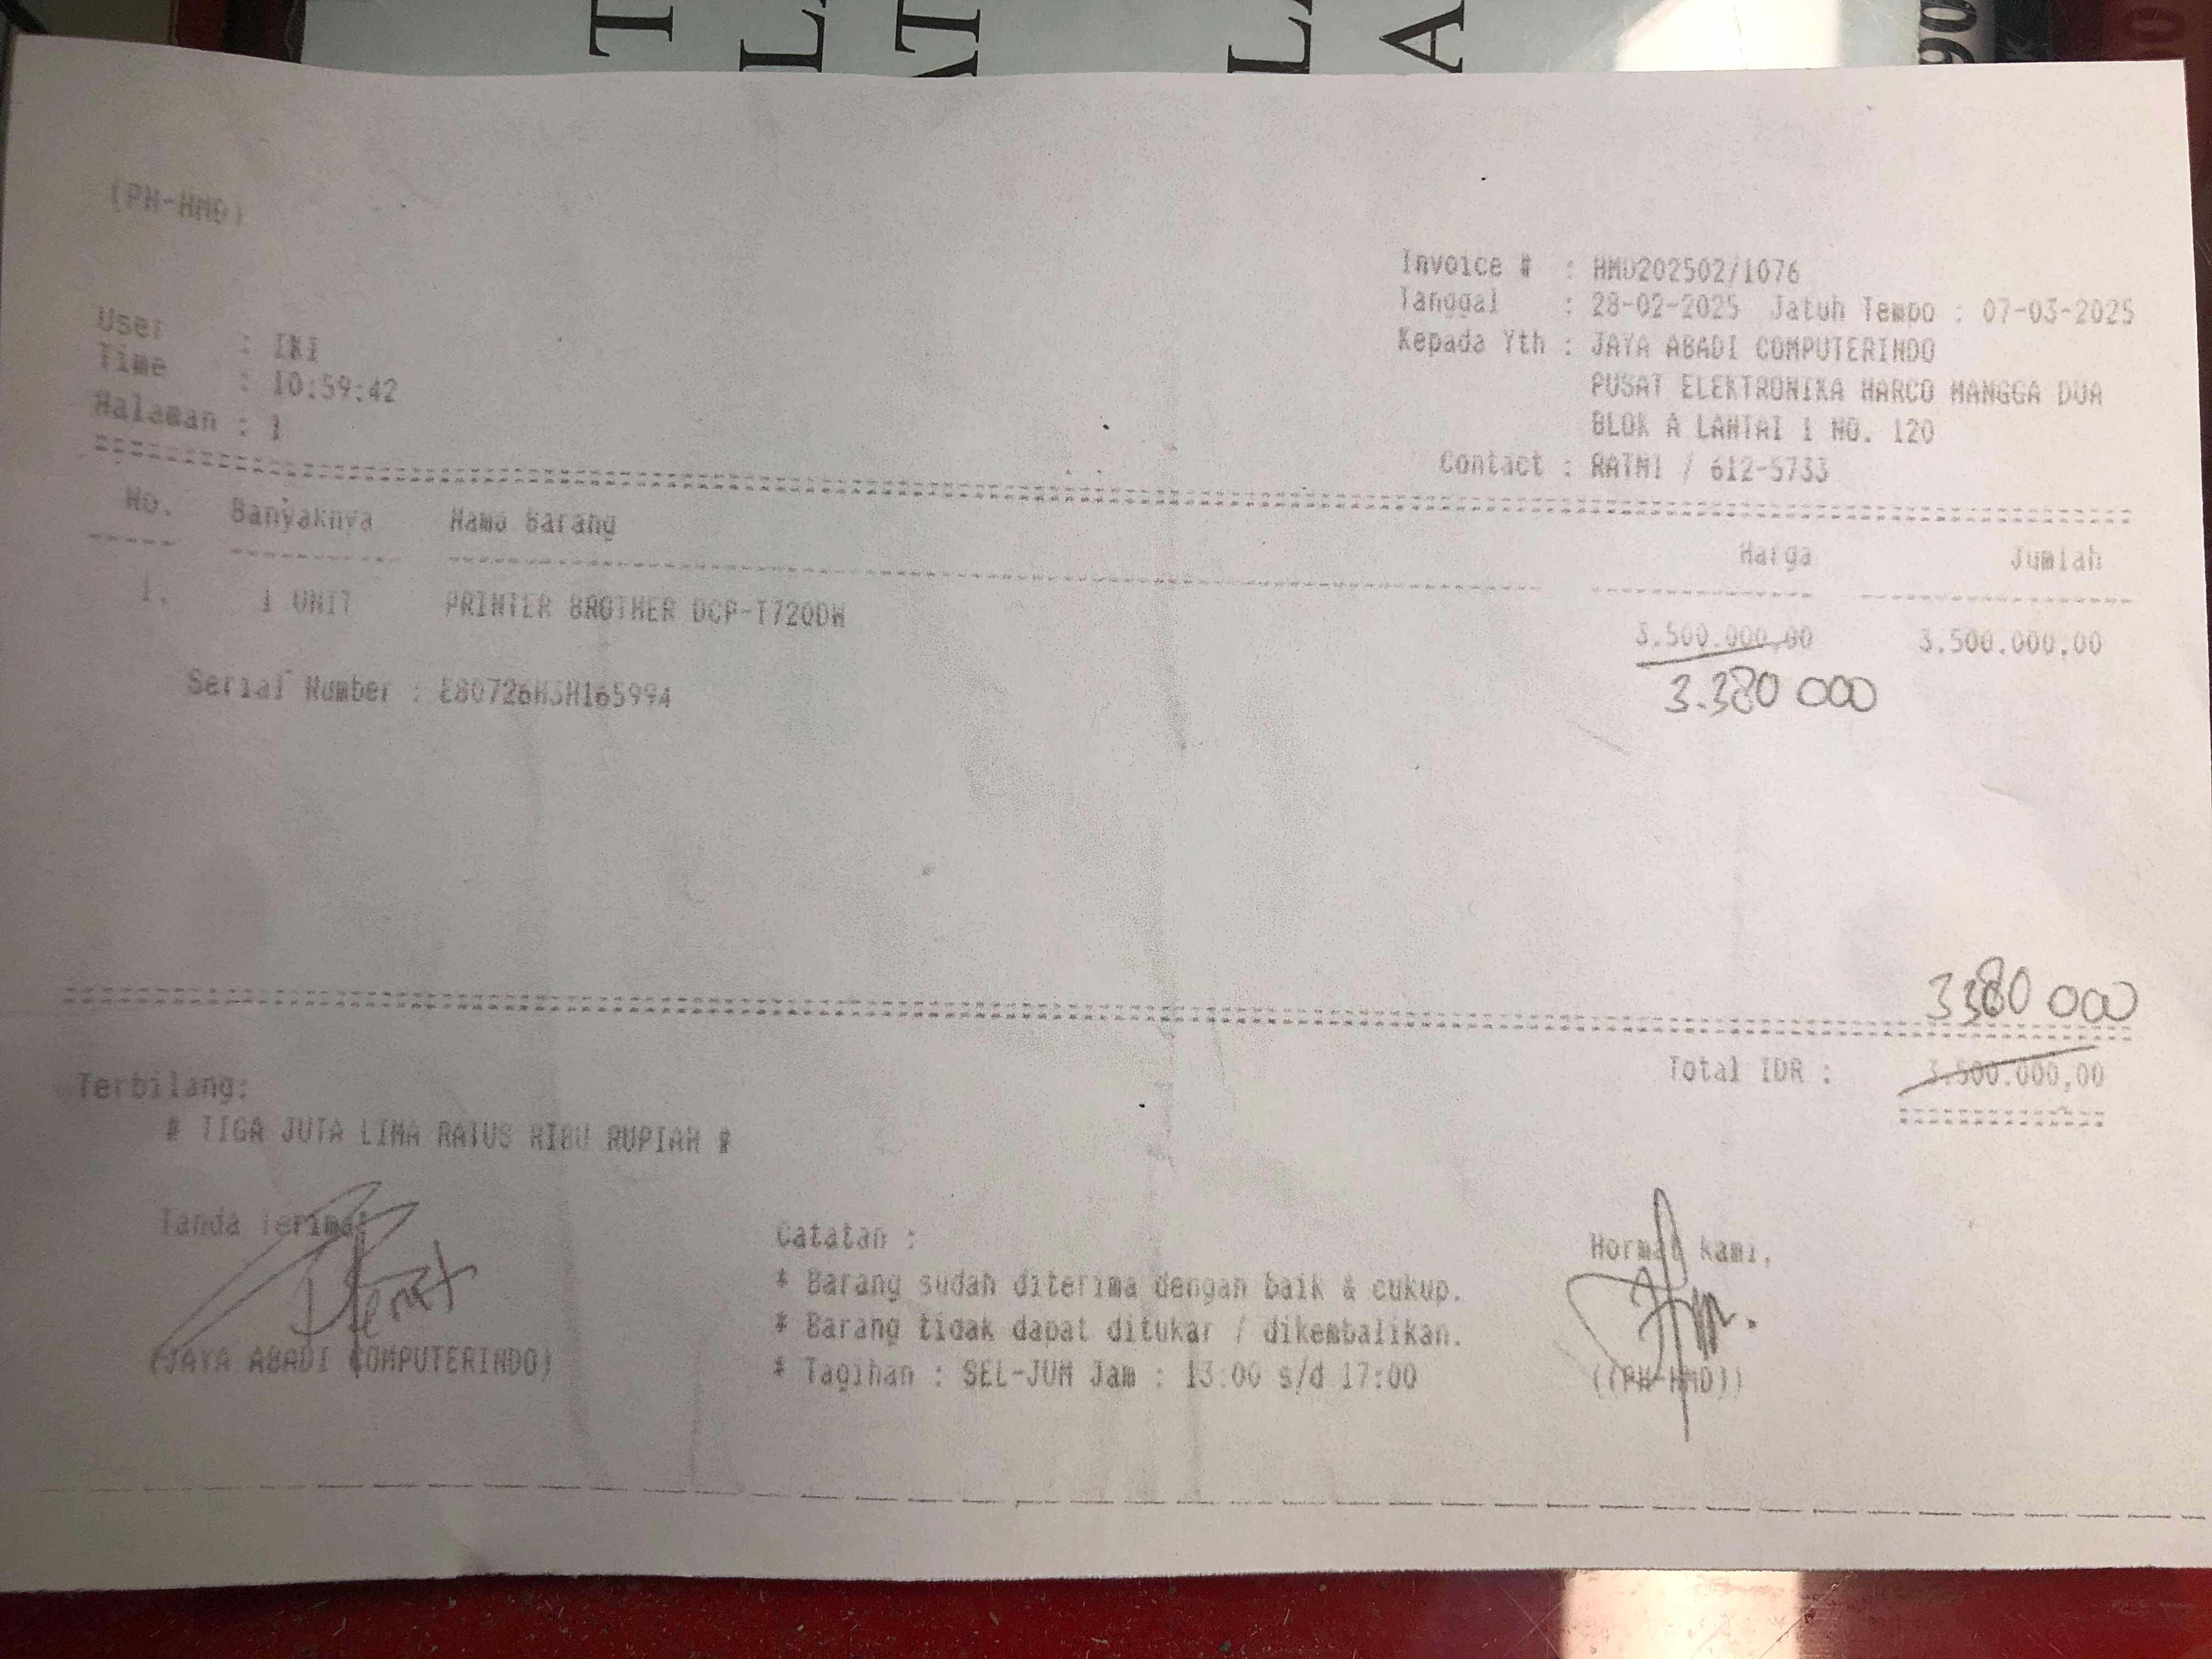 (PH-HMD)
Invoice # : HMD202502/1076
Tanggal : 28-02-2025 Jatuh Tempo : 07-03-2025
Kepada Yth : JAYA ABADI COMPUTERINDO
PUSAT ELEKTRONIKA HARCO MANGGA DUA
BLOK A LANTAI 1 NO. 120
Contact : RATMI / 612-5733
User : IKI
Time : 10:59:42
Halaman : 1
No. Banyaknya Nama Barang Harga Jumlah
1. 1 UNIT PRINTER BROTHER DCP-T720DW 3.500.000,00 3.500.000,00
3.380 000
Serial Number : E80726H3H165994
3380 000
Total IDR : 3.500.000,00
Terbilang:
# TIGA JUTA LIMA RATUS RIBU RUPIAH #
Tanda Terima,
(JAYA ABADI COMPUTERINDO)
Catatan :
* Barang sudah diterima dengan baik & cukup.
* Barang tidak dapat ditukar / dikembalikan.
* Tagihan : SEL-JUM Jam : 13:00 s/d 17:00
Hormat kami,
((PH-HMD))